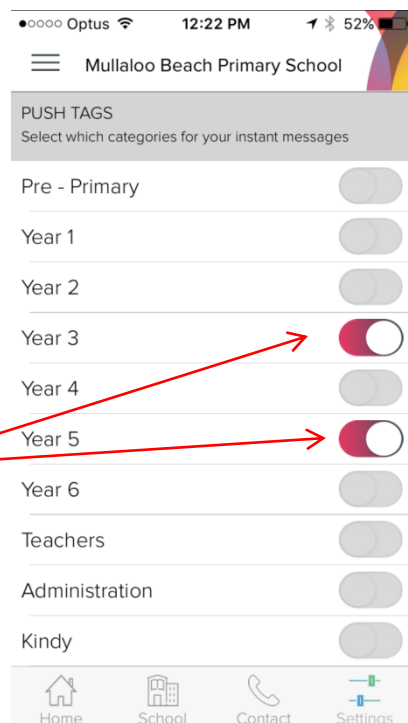 ●○○○○ Optus 12:22 PM 52%
Mullaloo Beach Primary School
PUSH TAGS
Select which categories for your instant messages
Pre - Primary
Year 1
Year 2
Year 3
Year 4
Year 5
Year 6
Teachers
Administration
Kindy
Home School Contact Settings